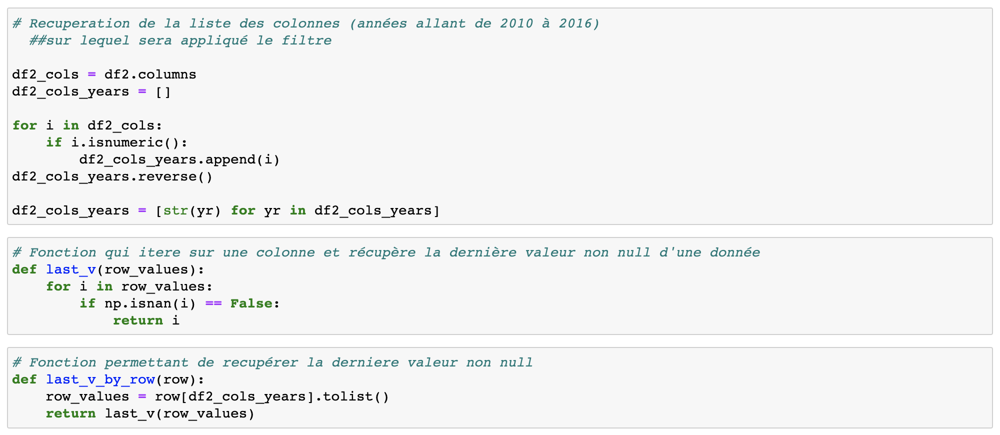 # Recuperation de la liste des colonnes (années allant de 2010 à 2016)
  ##sur lequel sera appliqué le filtre
df2_cols = df2.columns
df2_cols_years = []
for i in df2_cols:
    if i.isnumeric():
        df2_cols_years.append(i)
df2_cols_years.reverse()
df2_cols_years = [str(yr) for yr in df2_cols_years]
# Fonction qui itere sur une colonne et récupère la dernière valeur non null d'une donnée
def last_v(row_values):
    for i in row_values:
        if np.isnan(i) == False:
            return i
# Fonction permettant de recupérer la derniere valeur non null
def last_v_by_row(row):
    row_values = row[df2_cols_years].tolist()
    return last_v(row_values)